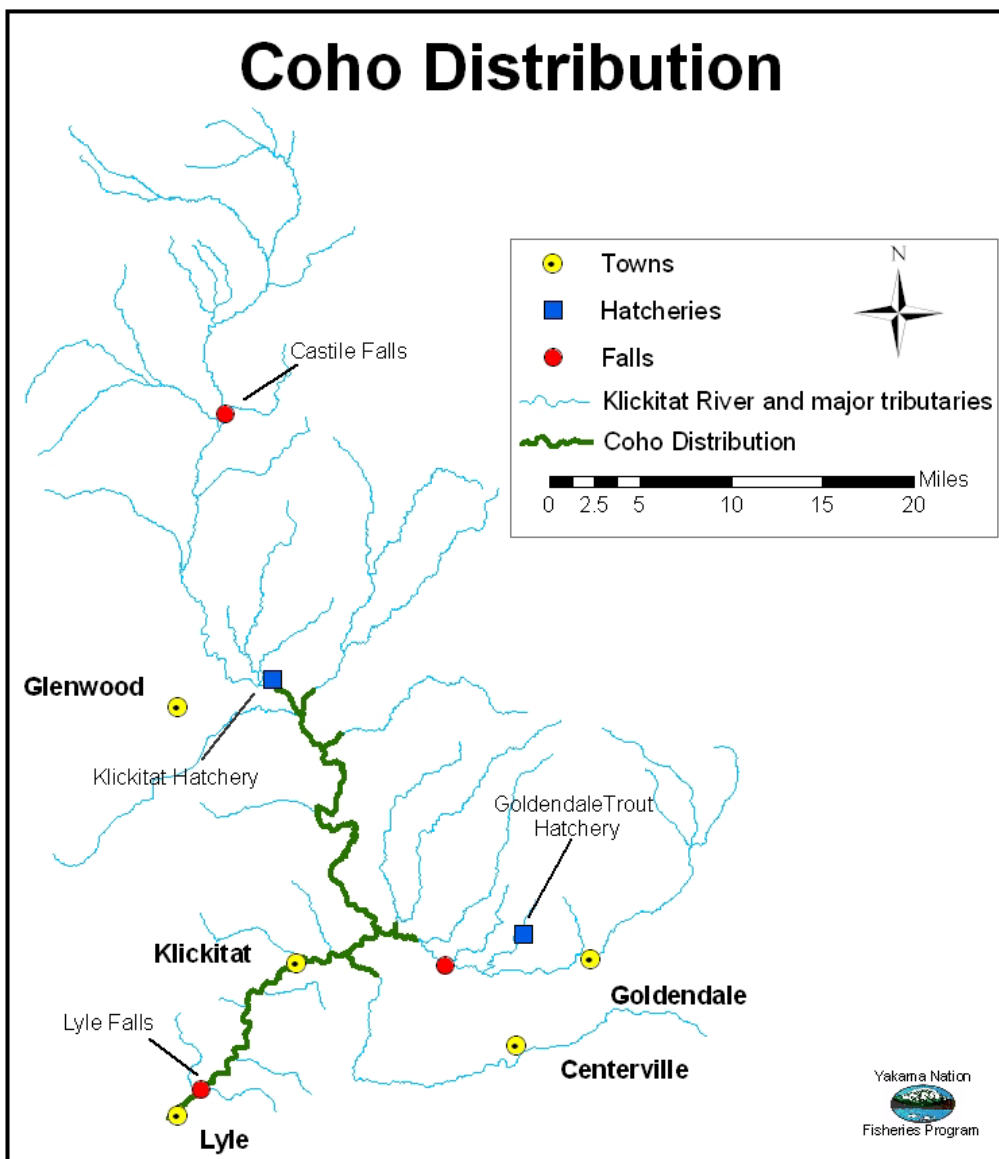 Coho Distribution
N
Towns
Hatcheries
Falls
Klickitat River and major tributaries
Coho Distribution
Miles
0 2.5 5 10 15 20
Castile Falls
Glenwood
Klickitat Hatchery
GoldendaleTrout
Hatchery
Klickitat
Goldendale
Lyle Falls
Centerville
Lyle
Yakama Nation
Fisheries Program